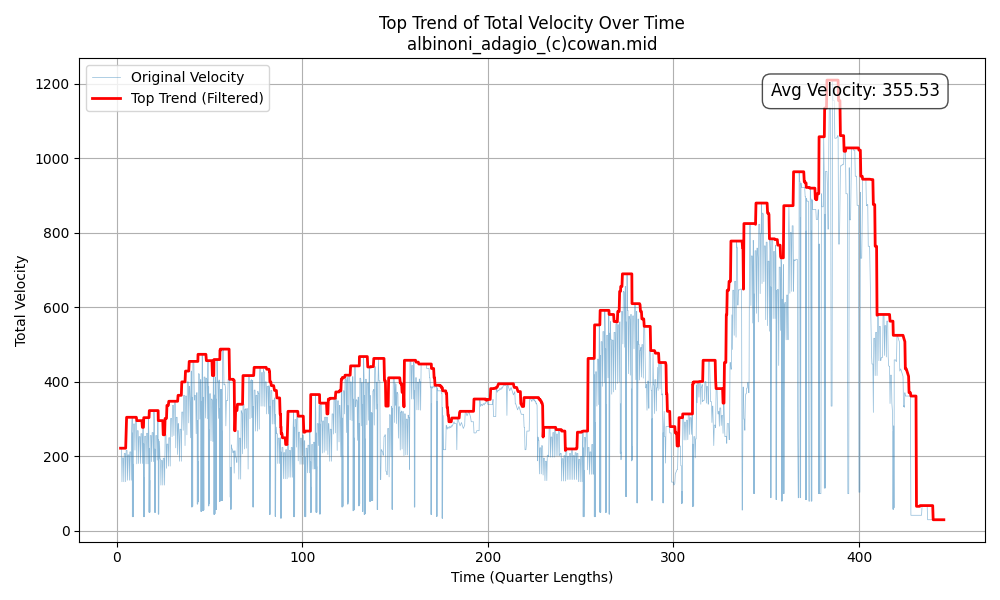 Top Trend of Total Velocity Over Time
albinoni_adagio_(c)cowan.mid
Original Velocity
Top Trend (Filtered)
Avg Velocity: 355.53
Total Velocity
1200
1000
800
600
400
200
0
0 100 200 300 400
Time (Quarter Lengths)